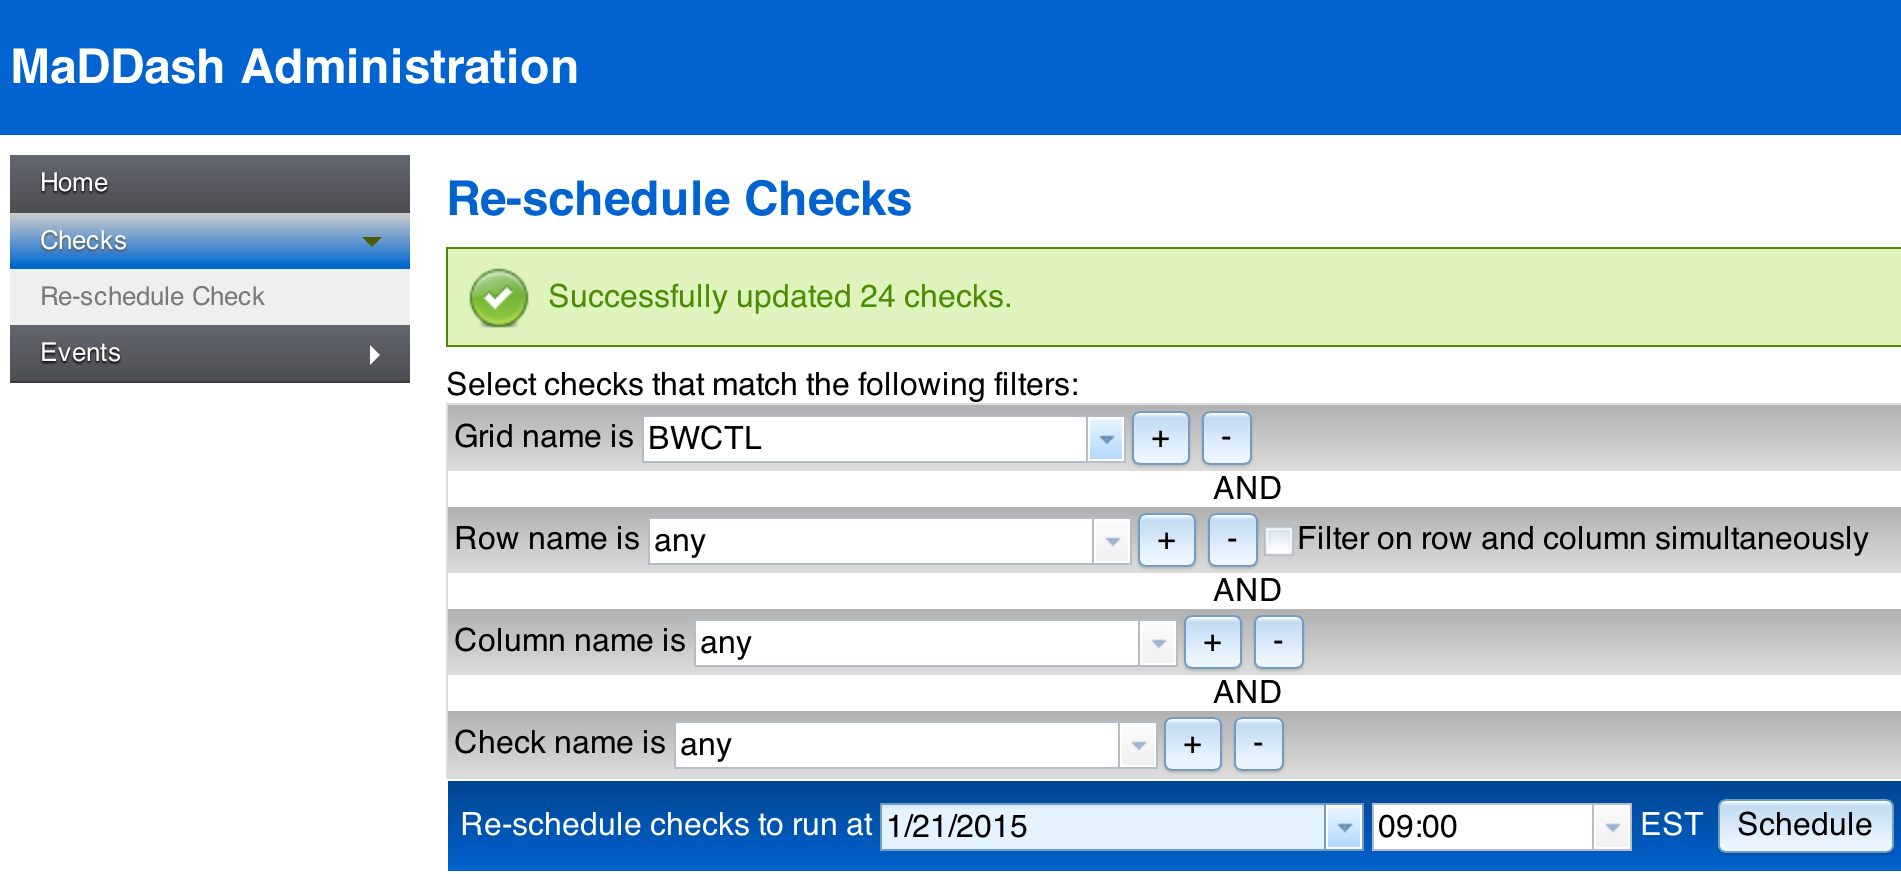 MaDDash Administration
Home
Checks
Re-schedule Check
Events
Re-schedule Checks
Successfully updated 24 checks.
Select checks that match the following filters:
Grid name is BWCTL + -
AND
Row name is any + - Filter on row and column simultaneously
AND
Column name is any + -
AND
Check name is any + -
Re-schedule checks to run at 1/21/2015 09:00 EST Schedule